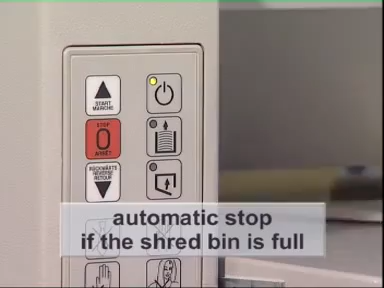 START
MARCHE
STOP
0
ARRÊT
RÜCKWÄRTS
REVERSE
RETOUR
automatic stop
if the shred bin is full